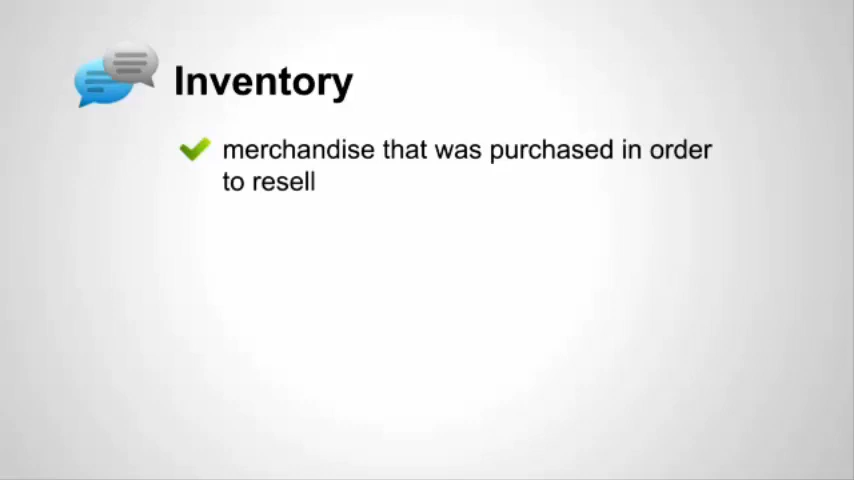 Inventory
merchandise that was purchased in order
to resell